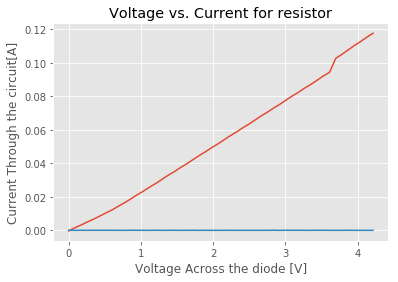 Voltage vs. Current for resistor
0.12
0.10
0.08
0.06
0.04
0.02
0.00
Current Through the circuit[A]
0 1 2 3 4
Voltage Across the diode [V]